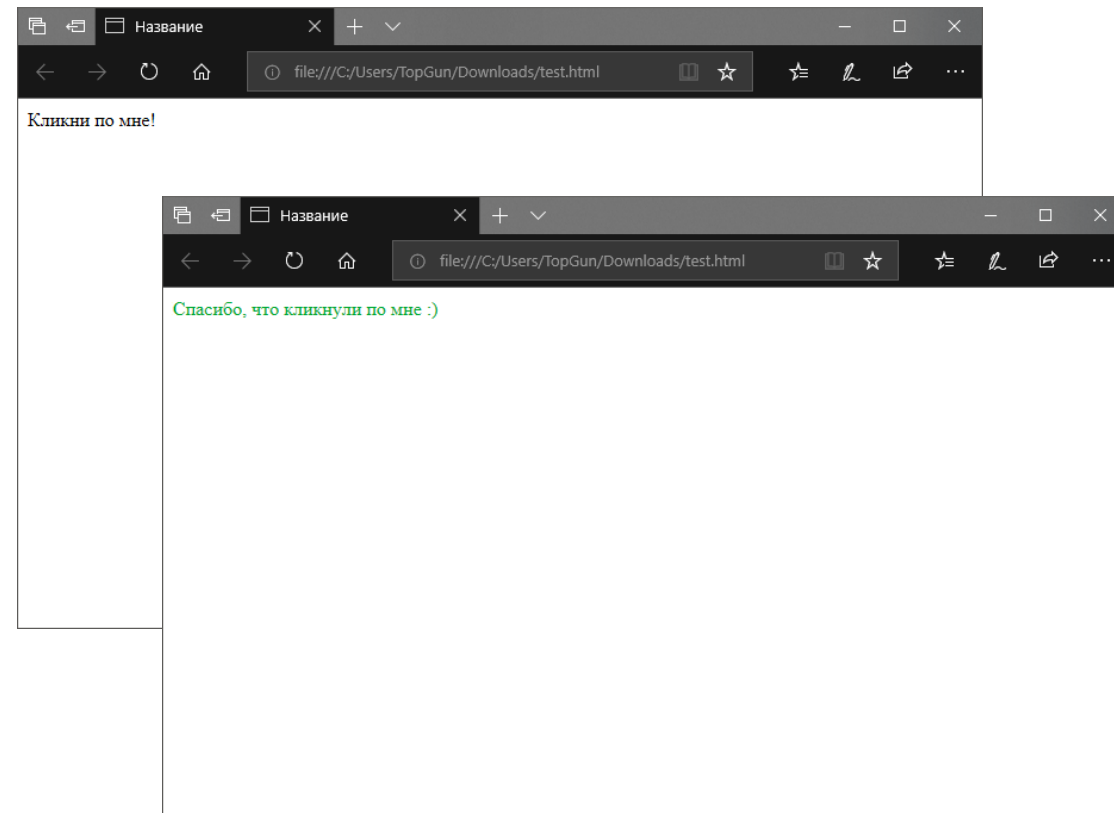 Название
file:///C:/Users/TopGun/Downloads/test.html
Кликни по мне!
Название
file:///C:/Users/TopGun/Downloads/test.html
Спасибо, что кликнули по мне :)